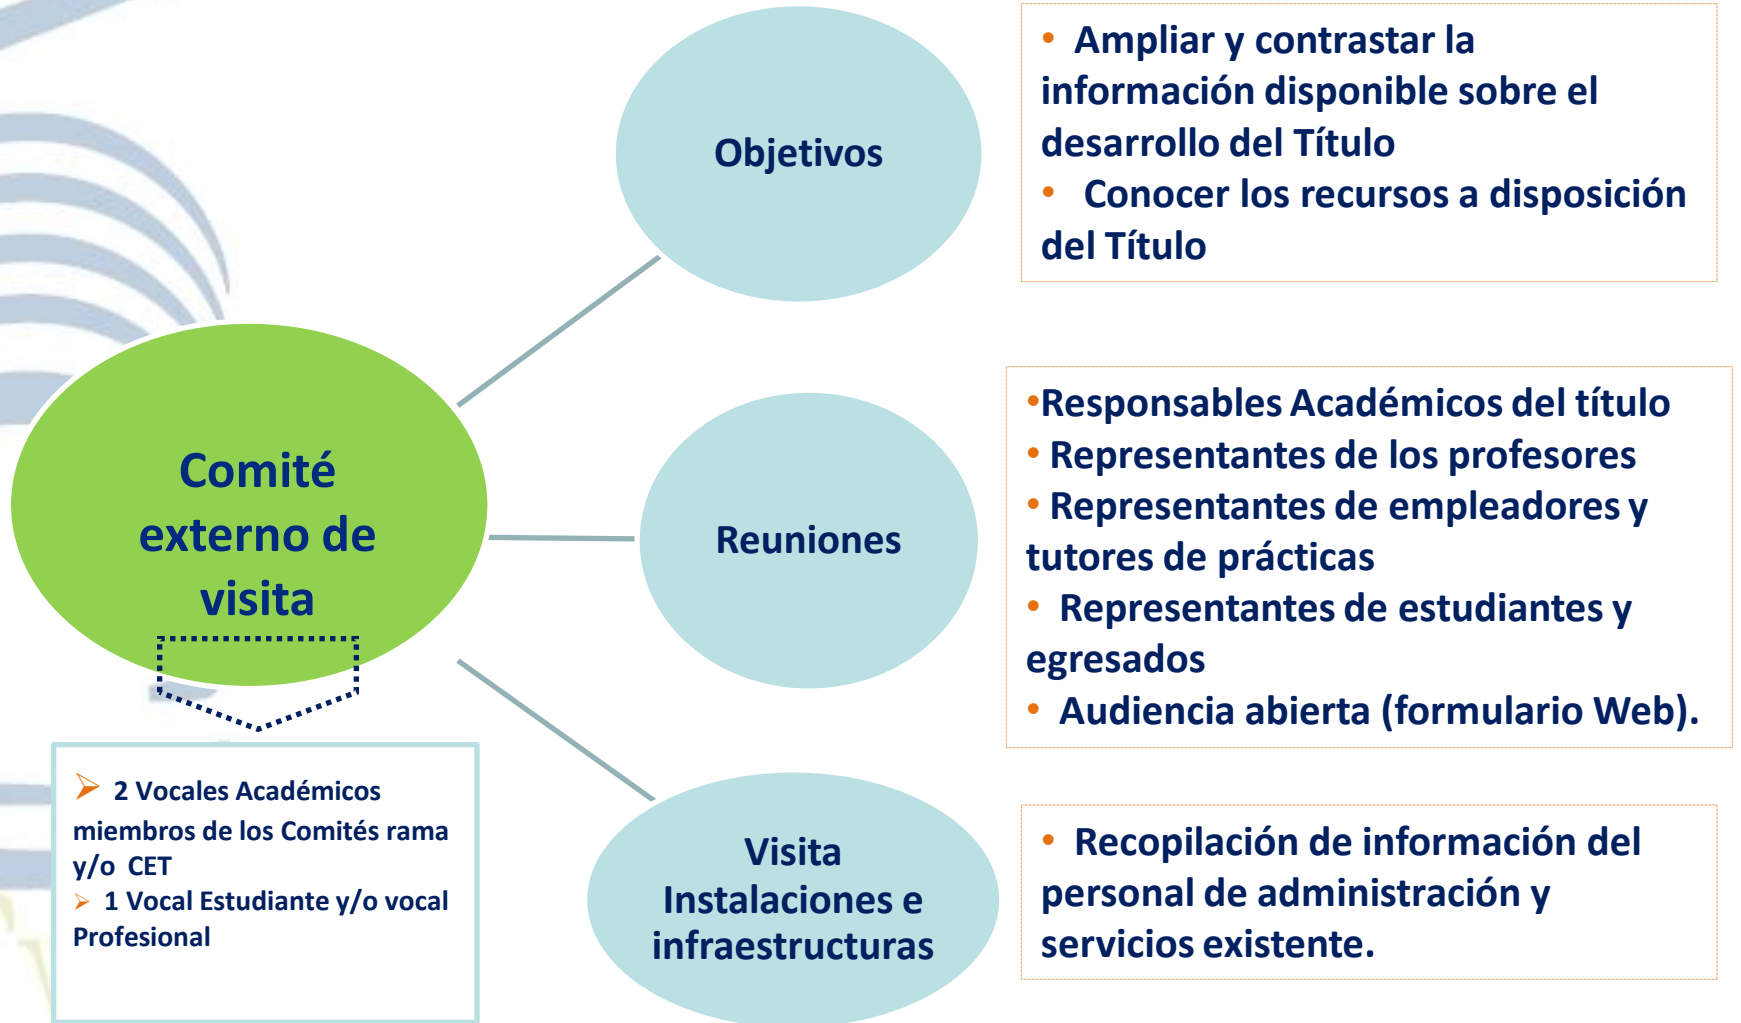 Objetivos
• Ampliar y contrastar la
información disponible sobre el
desarrollo del Título
• Conocer los recursos a disposición
del Título
Comité
externo de
visita
Reuniones
•Responsables Académicos del título
• Representantes de los profesores
• Representantes de empleadores y
tutores de prácticas
• Representantes de estudiantes y
egresados
• Audiencia abierta (formulario Web).
➢ 2 Vocales Académicos
miembros de los Comités rama
y/o CET
➢ 1 Vocal Estudiante y/o vocal
Profesional
Visita
Instalaciones e
infraestructuras
• Recopilación de información del
personal de administración y
servicios existente.